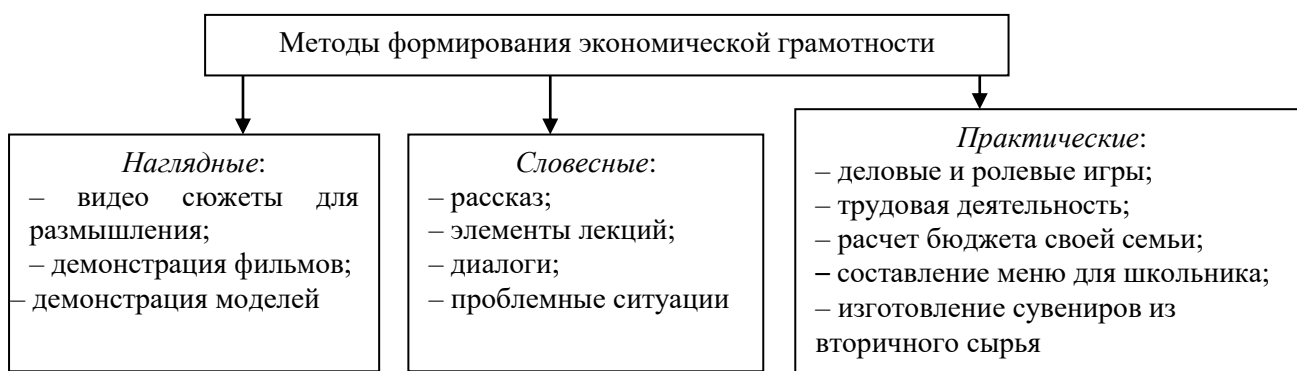 Методы формирования экономической грамотности
Наглядные:
– видео сюжеты для
размышления;
– демонстрация фильмов;
– демонстрация моделей
Словесные:
– рассказ;
– элементы лекций;
– диалоги;
– проблемные ситуации
Практические:
– деловые и ролевые игры;
– трудовая деятельность;
– расчет бюджета своей семьи;
– составление меню для школьника;
– изготовление сувениров из
вторичного сырья